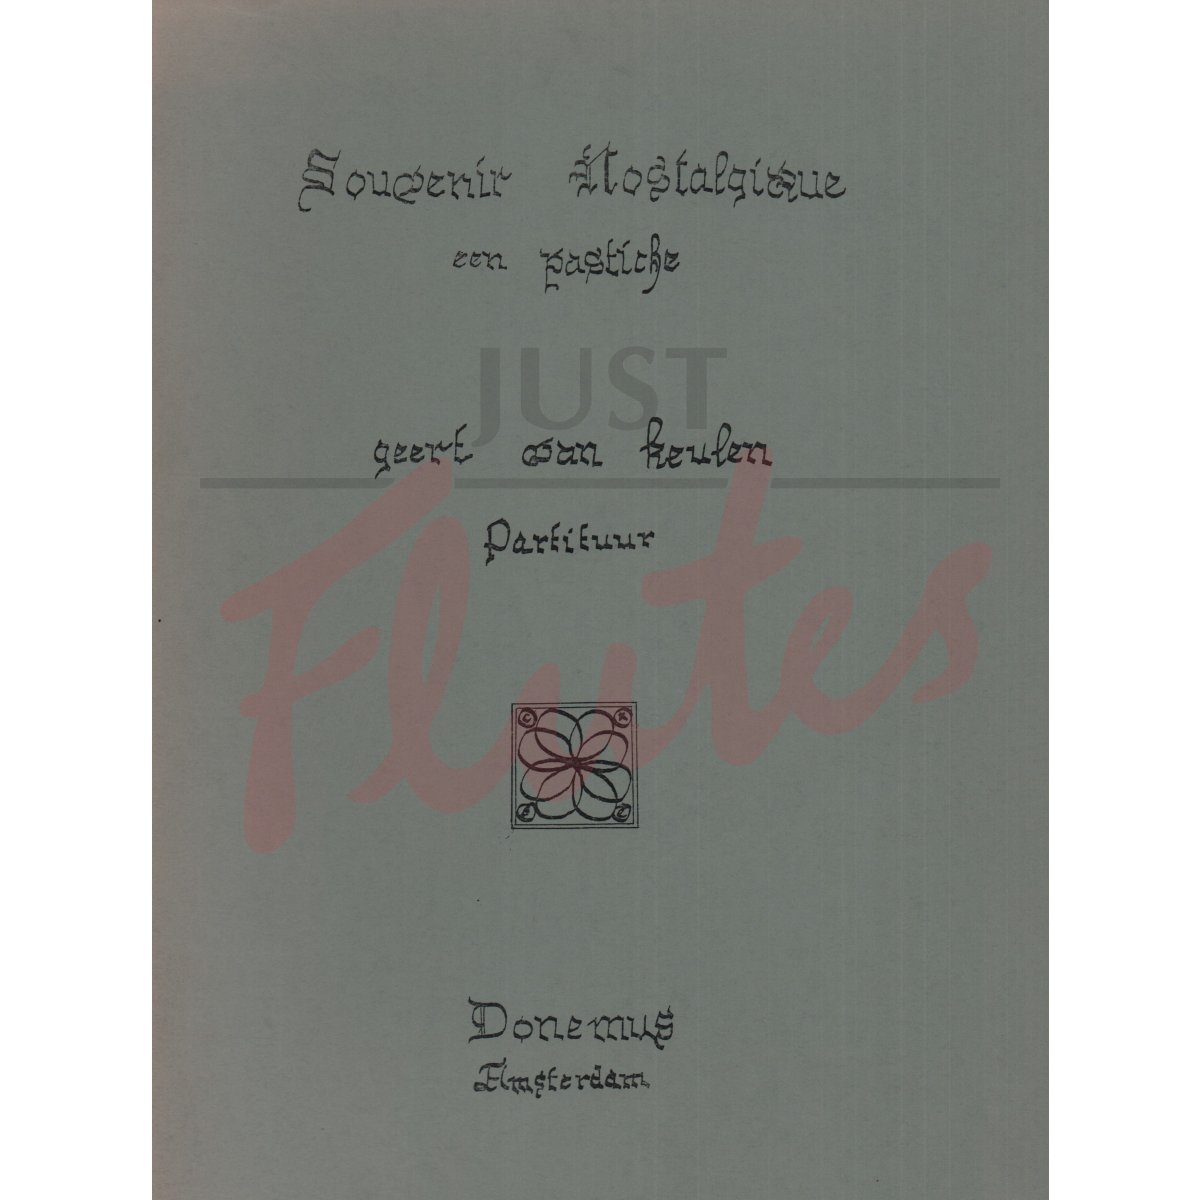 Souvenir Nostalgique
een pastiche
JUST
geert van keulen
Flutes
Partituur
Donemus
Amsterdam